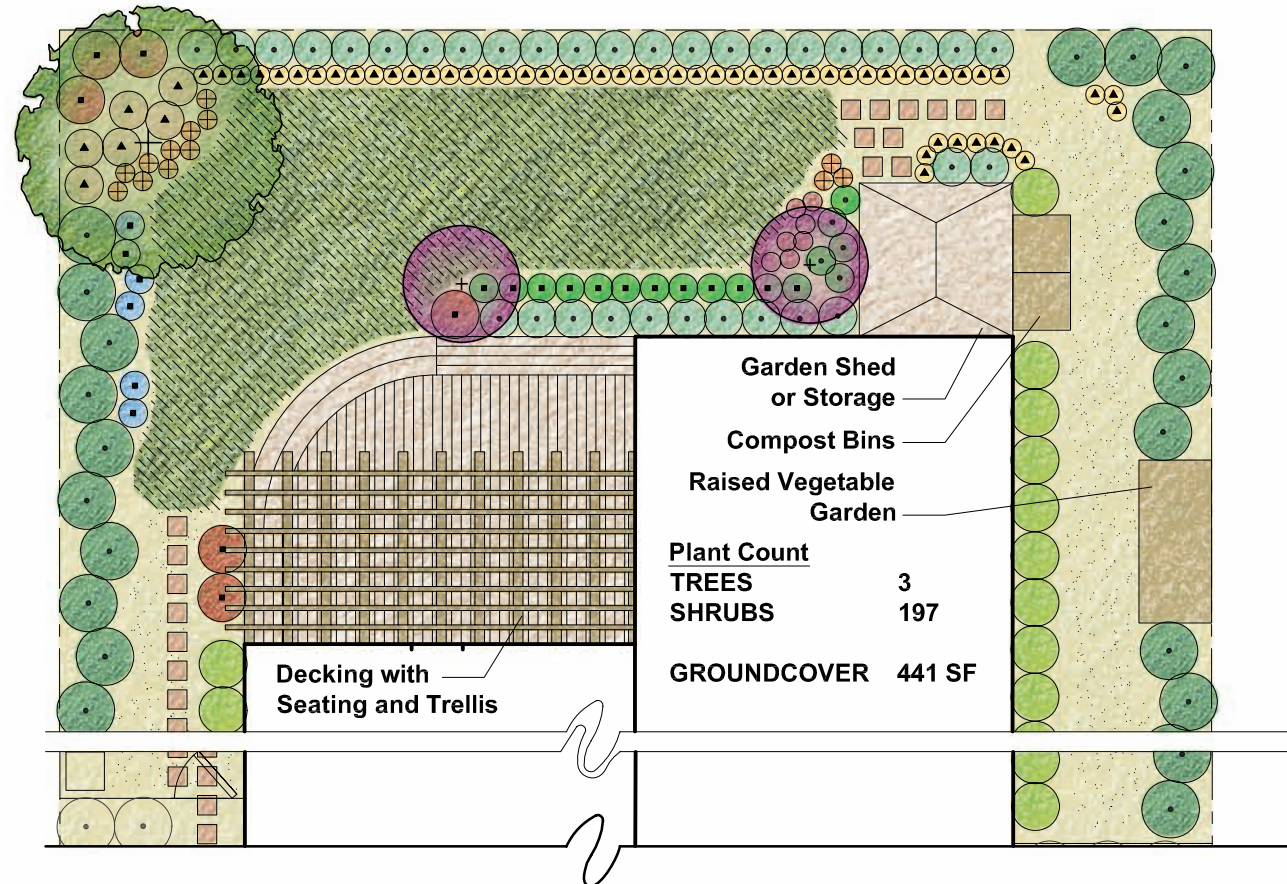 Garden Shed
or Storage
Compost Bins
Raised Vegetable
Garden
Plant Count
TREES 3
SHRUBS 197
GROUNDCOVER 441 SF
Decking with
Seating and Trellis